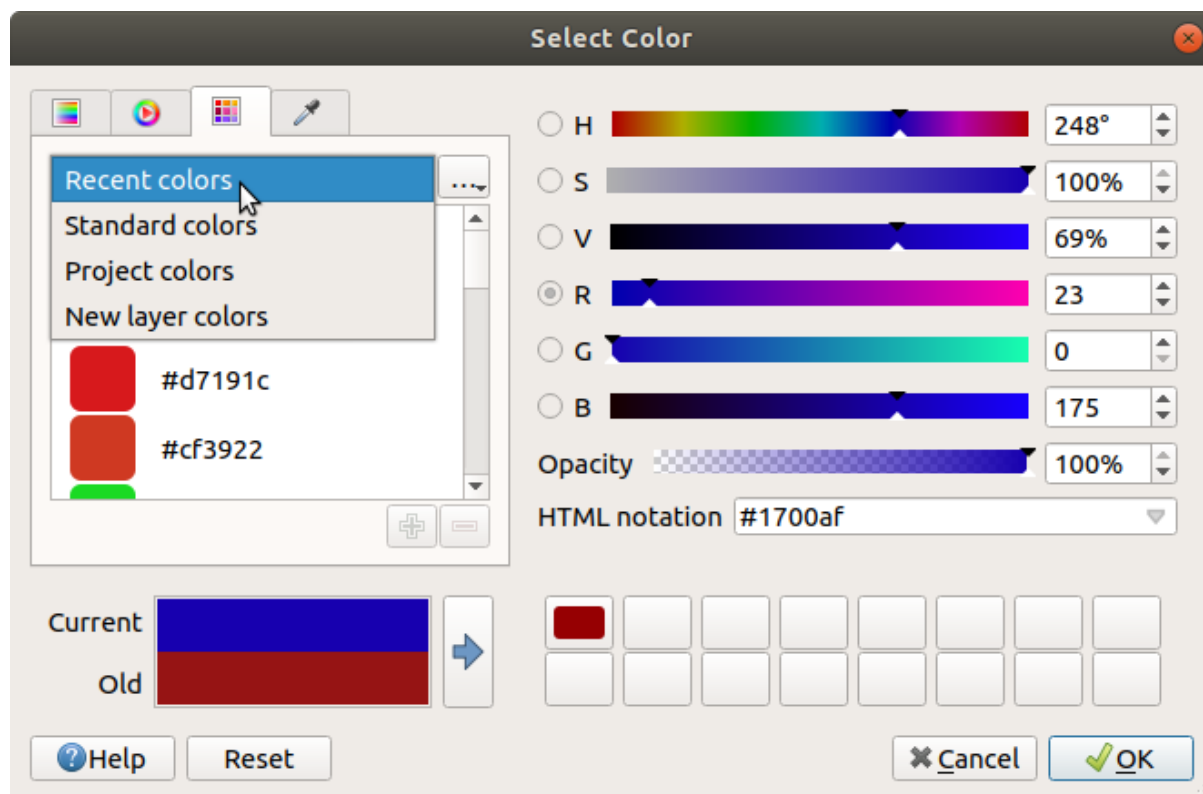 Select Color
Recent colors
...
Standard colors
Project colors
New layer colors
#d7191c
#cf3922
H 248°
S 100%
V 69%
R 23
G 0
B 175
Opacity 100%
HTML notation #1700af
Current
Old
Help
Reset
Cancel
OK